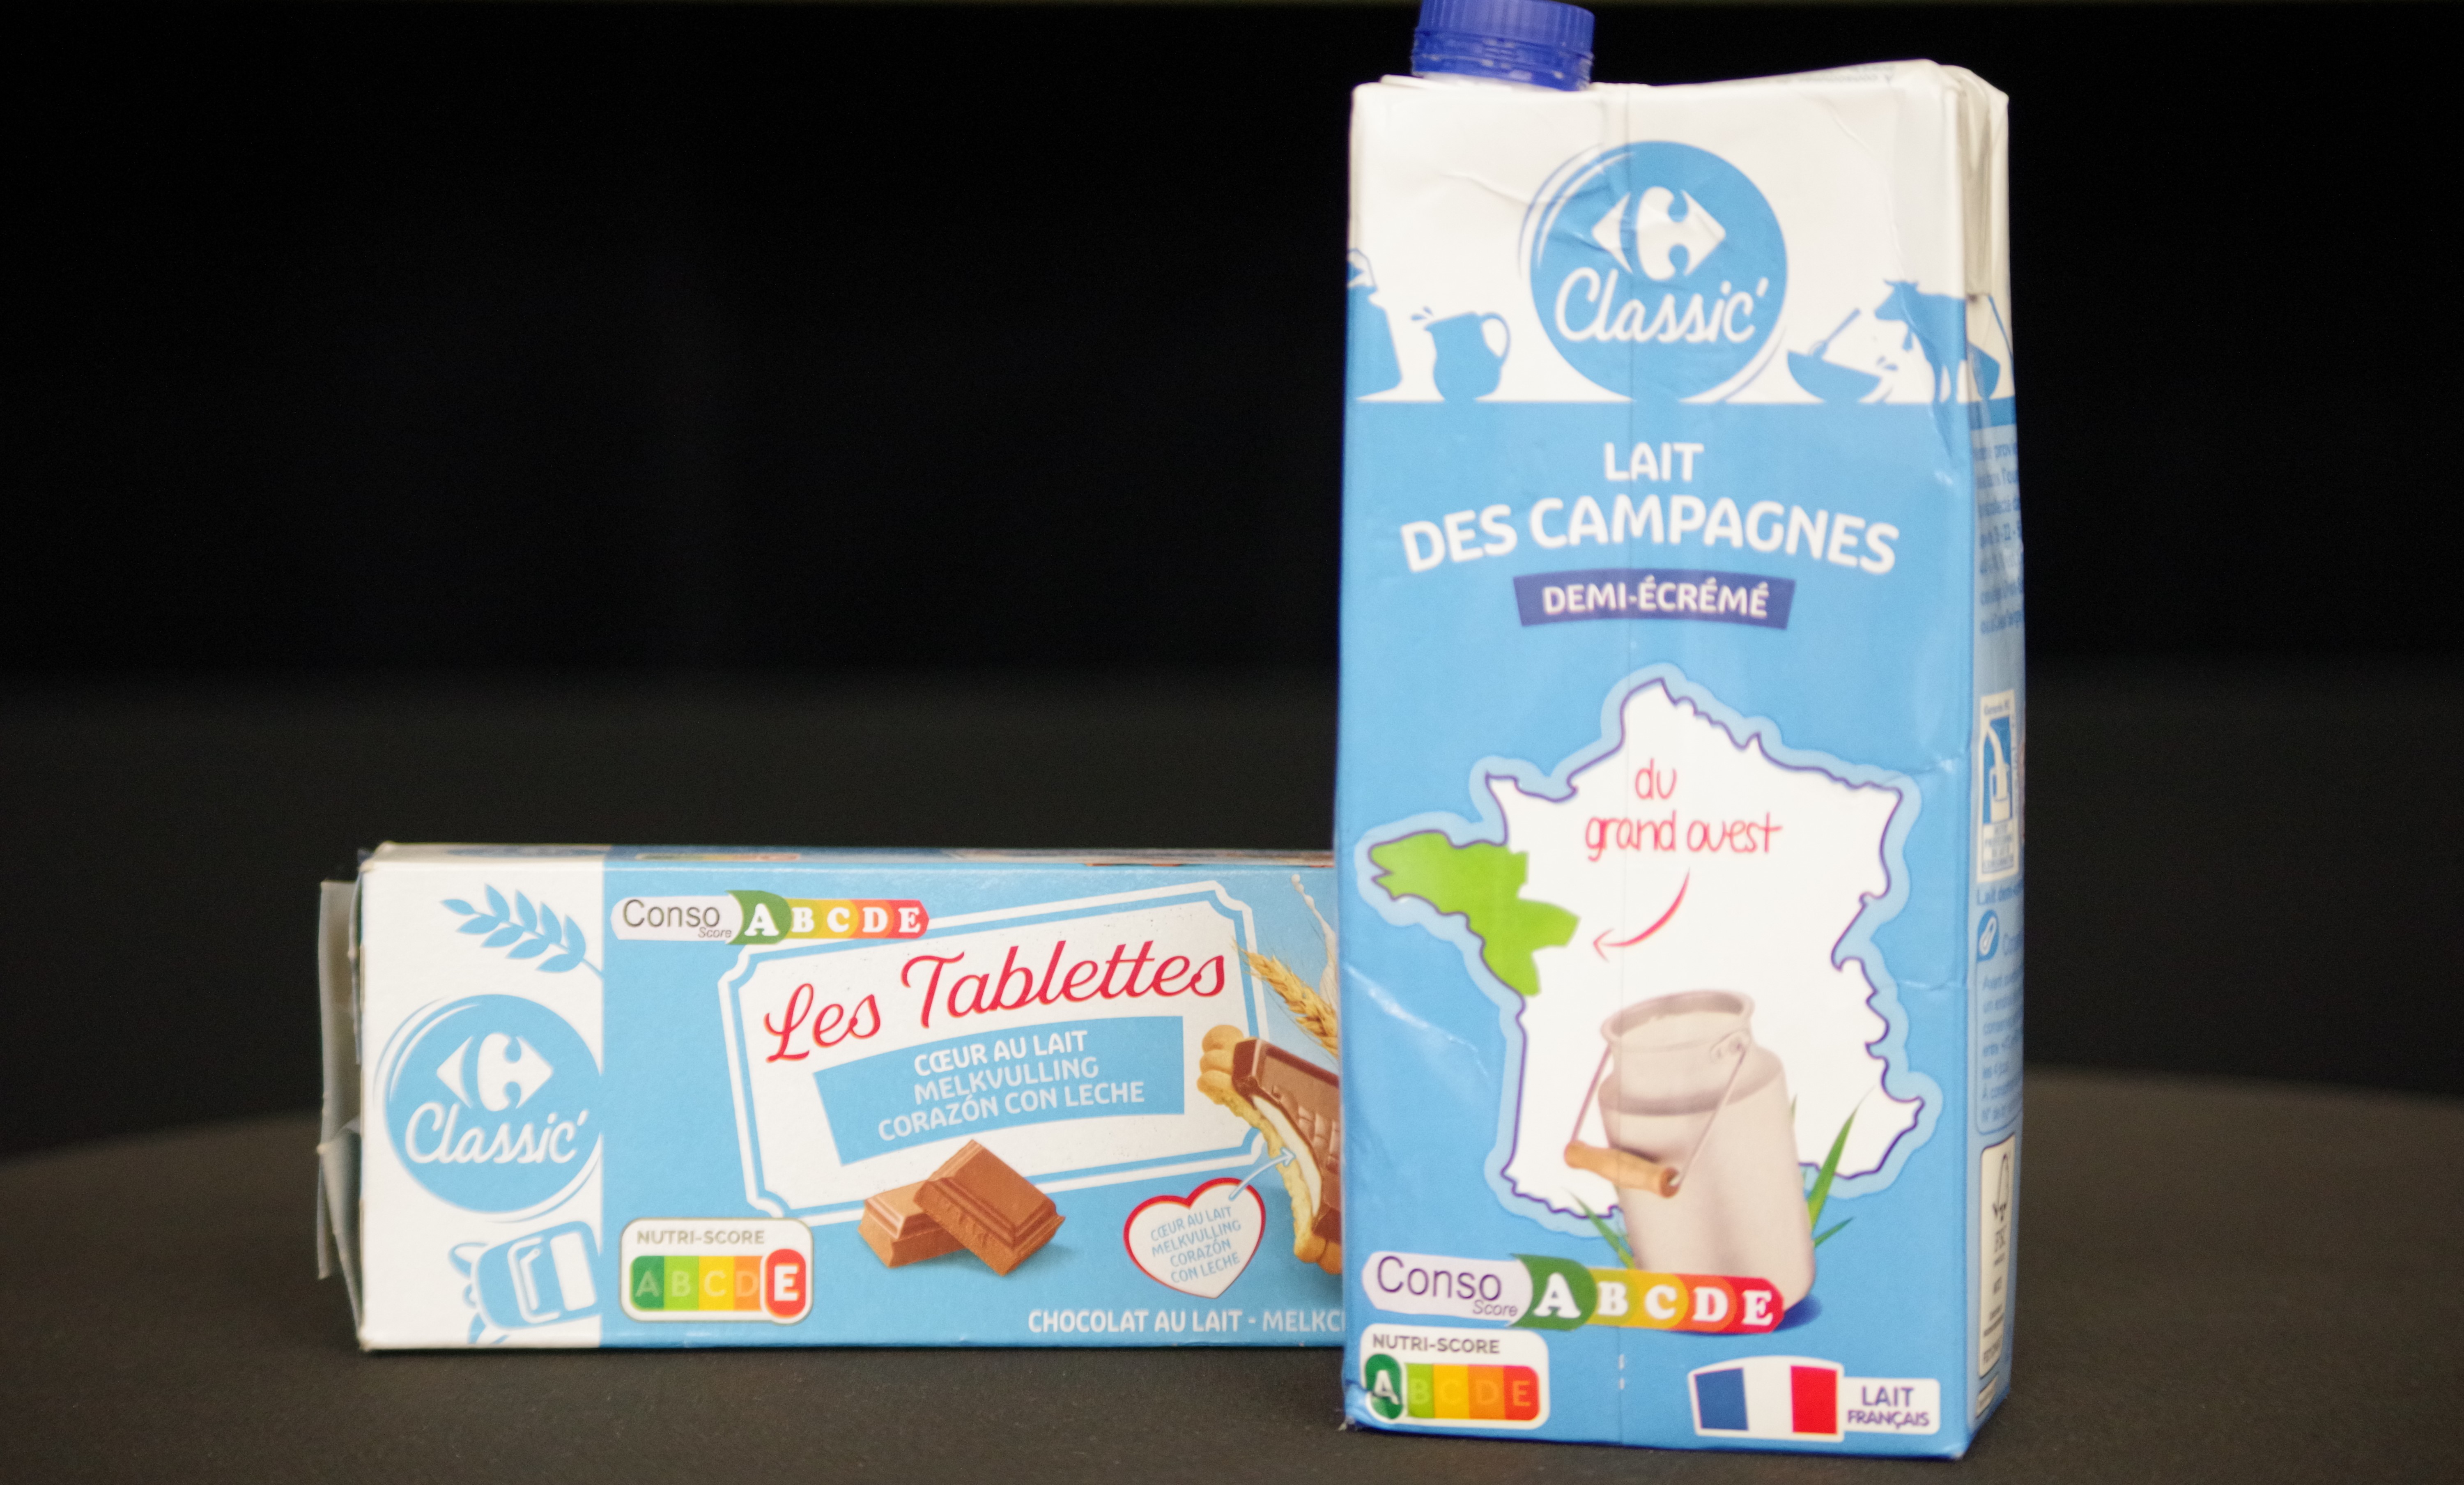 Classic'
Conso Score A B C D E
Les Tablettes
CŒUR AU LAIT
MELKVULLING
CORAZÓN CON LECHE
CŒUR AU LAIT
MELKVULLING
CORAZÓN
CON LECHE
NUTRI-SCORE
A B C D E
CHOCOLAT AU LAIT -
Classic'
LAIT
DES CAMPAGNES
DEMI-ÉCRÉMÉ
du
grand ouest
Conso Score A B C D E
NUTRI-SCORE
A B C D E
LAIT
FRANÇAIS